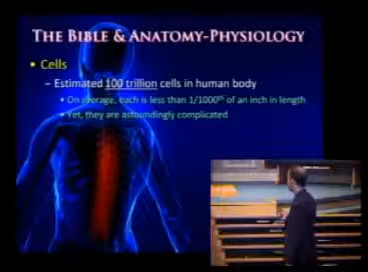 THE BIBLE & ANATOMY-PHYSIOLOGY
• Cells
– Estimated 100 trillion cells in human body
• On average, each is less than 1/1000th of an inch in length
• Yet, they are astoundingly complicated